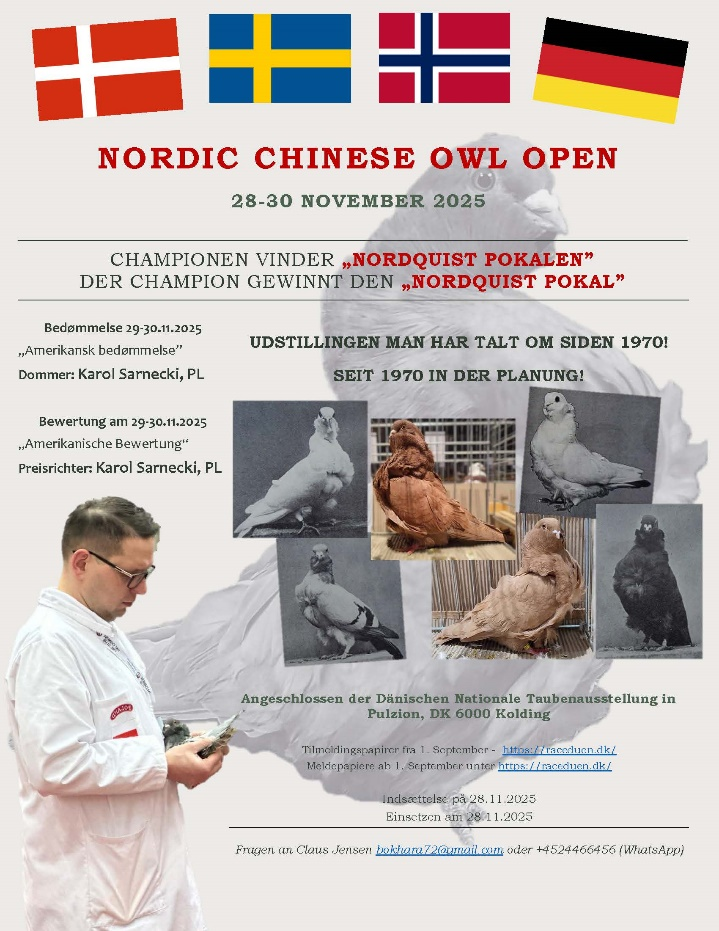 NORDIC CHINESE OWL OPEN
28-30 NOVEMBER 2025
CHAMPIONEN VINDER „NORDQUIST POKALEN”
DER CHAMPION GEWINNT DEN „NORDQUIST POKAL”
Bedømmelse 29-30.11.2025
„Amerikansk bedømmelse”
Dommer: Karol Sarnecki, PL
Bewertung am 29-30.11.2025
„Amerikanische Bewertung“
Preisrichter: Karol Sarnecki, PL
UDSTILLINGEN MAN HAR TALT OM SIDEN 1970!
SEIT 1970 IN DER PLANUNG!
Angeschlossen der Dänischen Nationale Taubenausstellung in
Pulzion, DK 6000 Kolding
Tilmeldingspapirer fra 1. September - https://raceduen.dk/
Meldepapiere ab 1. September unter https://raceduen.dk/
Indsættelse på 28.11.2025
Einsetzen am 28.11.2025
Fragen an Claus Jensen bokhara72@gmail.com oder +4524466456 (WhatsApp)